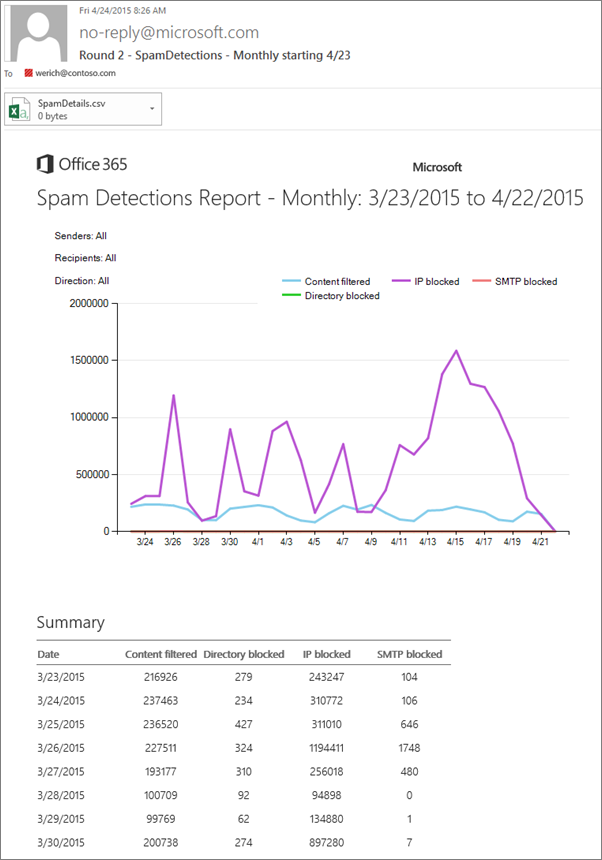 Fri 4/24/2015 8:26 AM
no-reply@microsoft.com
Round 2 - SpamDetections - Monthly starting 4/23
To werich@contoso.com
SpamDetails.csv
0 bytes
Office 365
Microsoft
Spam Detections Report - Monthly: 3/23/2015 to 4/22/2015
Senders: All
Recipients: All
Direction: All
Content filtered IP blocked SMTP blocked
Directory blocked
2000000
1500000
1000000
500000
0
3/24 3/26 3/28 3/30 4/1 4/3 4/5 4/7 4/9 4/11 4/13 4/15 4/17 4/19 4/21
Summary
Date Content filtered Directory blocked IP blocked SMTP blocked
3/23/2015 216926 279 243247 104
3/24/2015 237463 234 310772 106
3/25/2015 236520 427 311010 646
3/26/2015 227511 324 1194411 1748
3/27/2015 193177 310 256018 480
3/28/2015 100709 92 94898 0
3/29/2015 99769 62 134880 1
3/30/2015 200738 274 897280 7